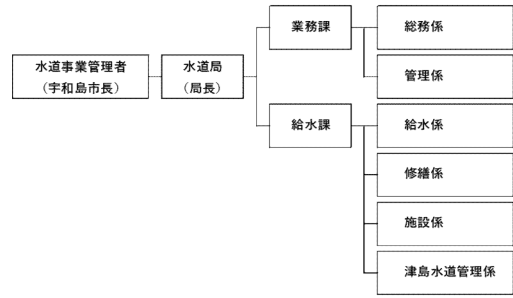 水道事業管理者
（宇和島市長）
水道局
（局長）
業務課
総務係
管理係
給水課
給水係
修繕係
施設係
津島水道管理係